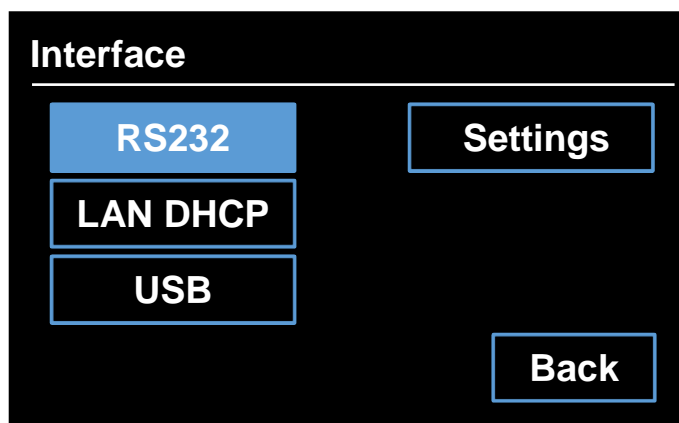 Interface
RS232
Settings
LAN DHCP
USB
Back